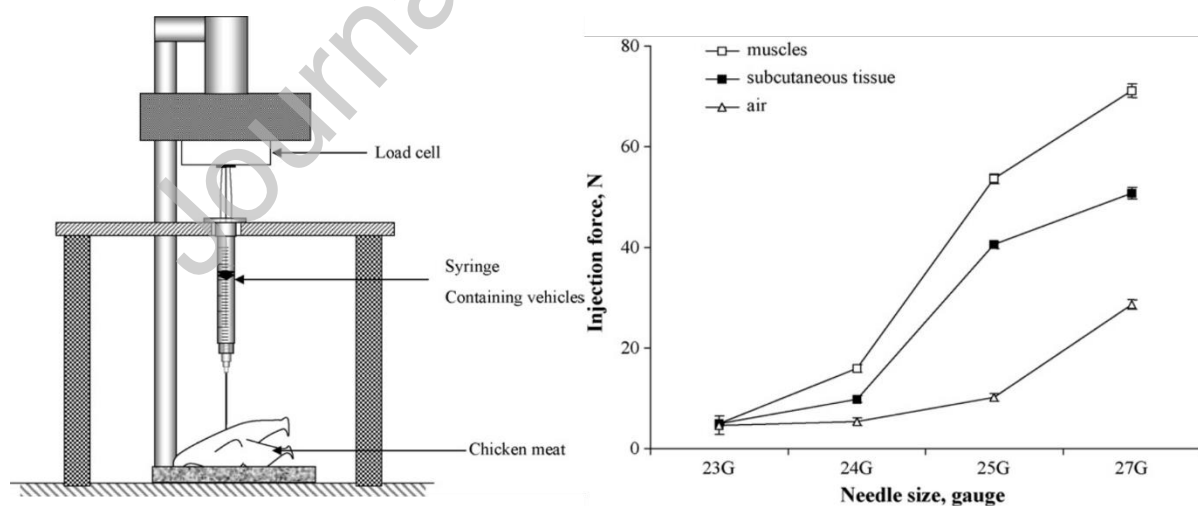 Journa
Load cell
Syringe
Containing vehicles
Chicken meat
muscles
subcutaneous tissue
air
80
60
40
20
0
Injection force, N
23G
24G
25G
27G
Needle size, gauge